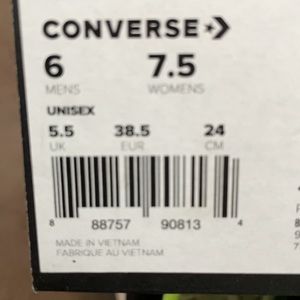 CONVERSE
6 7.5
MENS WOMENS
UNISEX
5.5 38.5 24
UK EUR CM
8 88757 90813 4
MADE IN VIETNAM
FABRIQUE AU VIETNAM